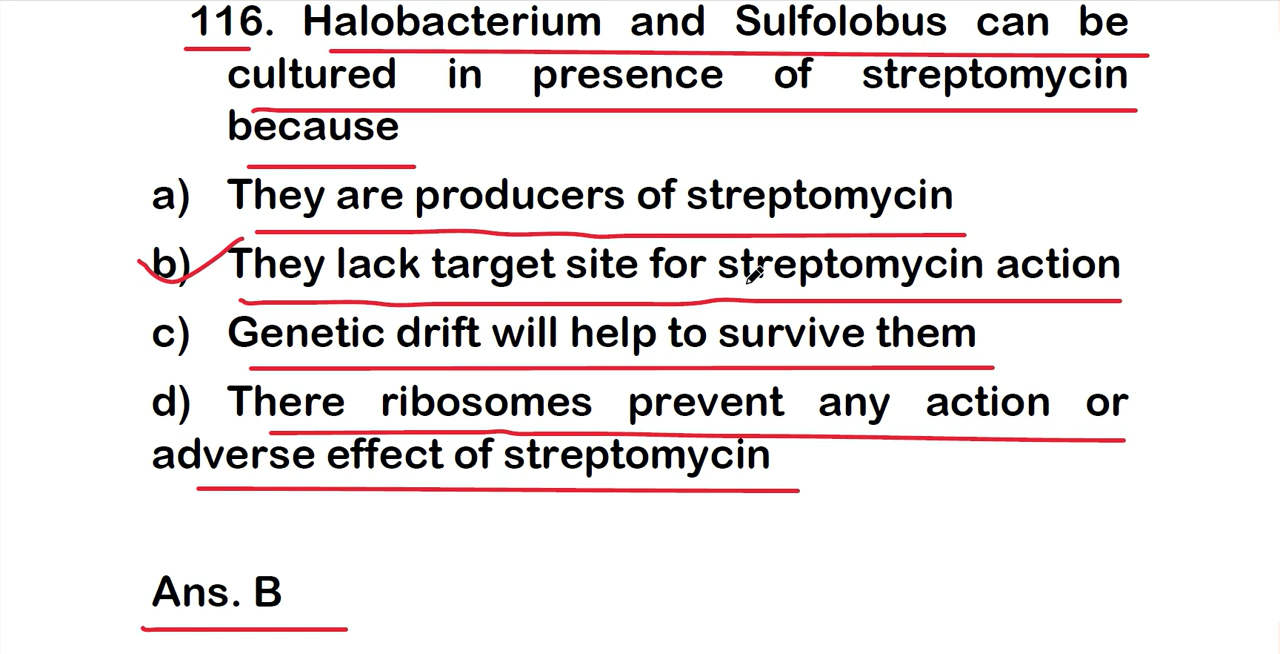 116. Halobacterium and Sulfolobus can be
cultured in presence of streptomycin
because
a) They are producers of streptomycin
b) They lack target site for streptomycin action
c) Genetic drift will help to survive them
d) There ribosomes prevent any action or
adverse effect of streptomycin
Ans. B